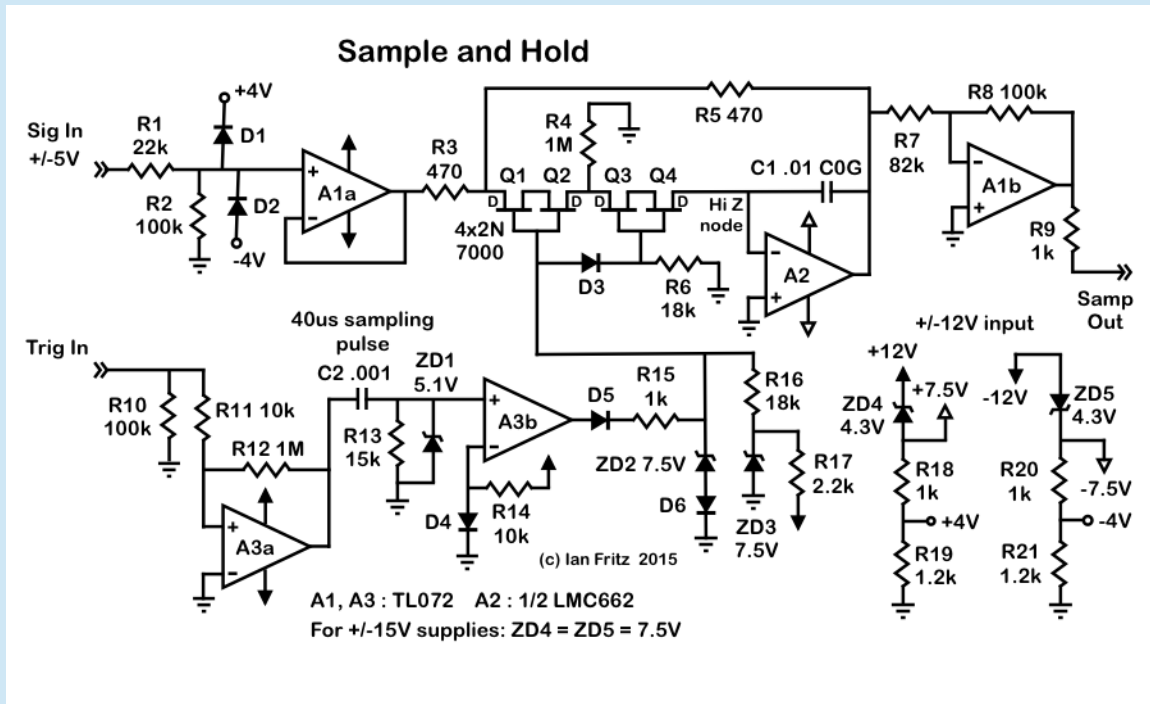 Sample and Hold
Sig In
+/-5V
R1
22k
R2
100k
+4V
D1
D2
-4V
+
-
A1a
R3
470
R4
1M
R5 470
Q1
Q2
Q3
Q4
D
D
D
D
4x2N
7000
D3
R6
18k
Hi Z
node
C1 .01 C0G
-
+
A2
R7
82k
R8 100k
-
+
A1b
R9
1k
Samp
Out
Trig In
R10
100k
R11 10k
R12 1M
+
-
A3a
40us sampling
pulse
C2 .001
ZD1
5.1V
R13
15k
+
-
A3b
D4
R14
10k
D5
R15
1k
ZD2 7.5V
D6
R16
18k
ZD3
7.5V
R17
2.2k
+/-12V input
+12V
+7.5V
ZD4
4.3V
R18
1k
+4V
R19
1.2k
-12V
ZD5
4.3V
R20
1k
-7.5V
-4V
R21
1.2k
(c) Ian Fritz 2015
A1, A3 : TL072 A2 : 1/2 LMC662
For +/-15V supplies: ZD4 = ZD5 = 7.5V